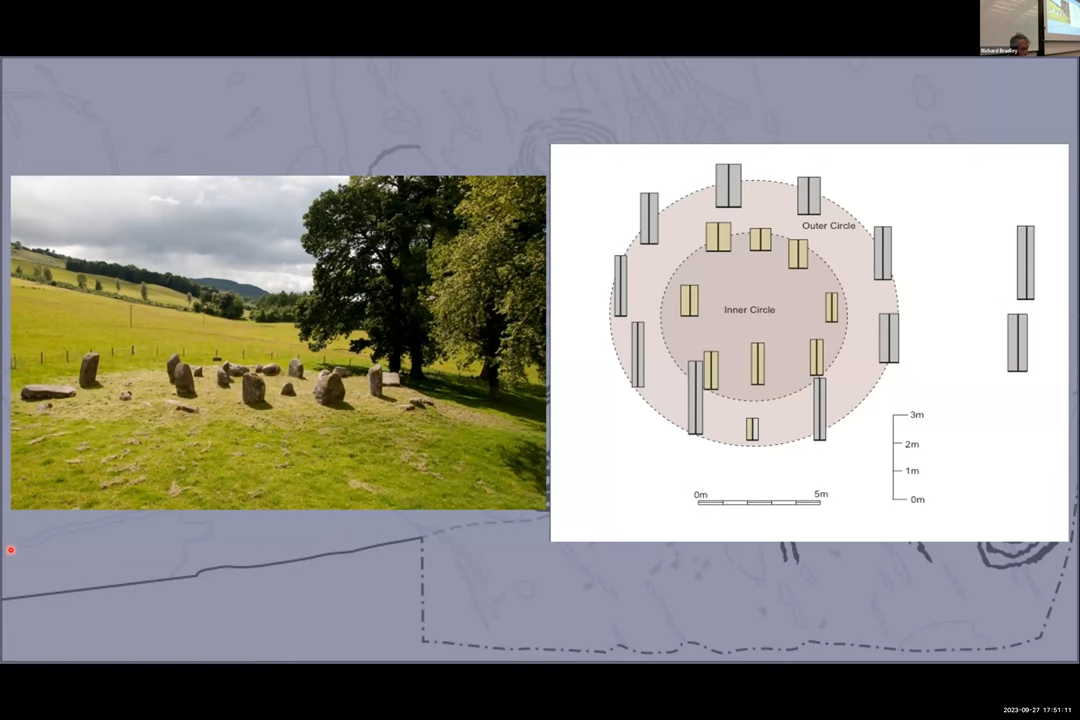 Richard Bradley
Outer Circle
Inner Circle
3m
2m
1m
0m
0m 5m
2023-09-27 17:51:11